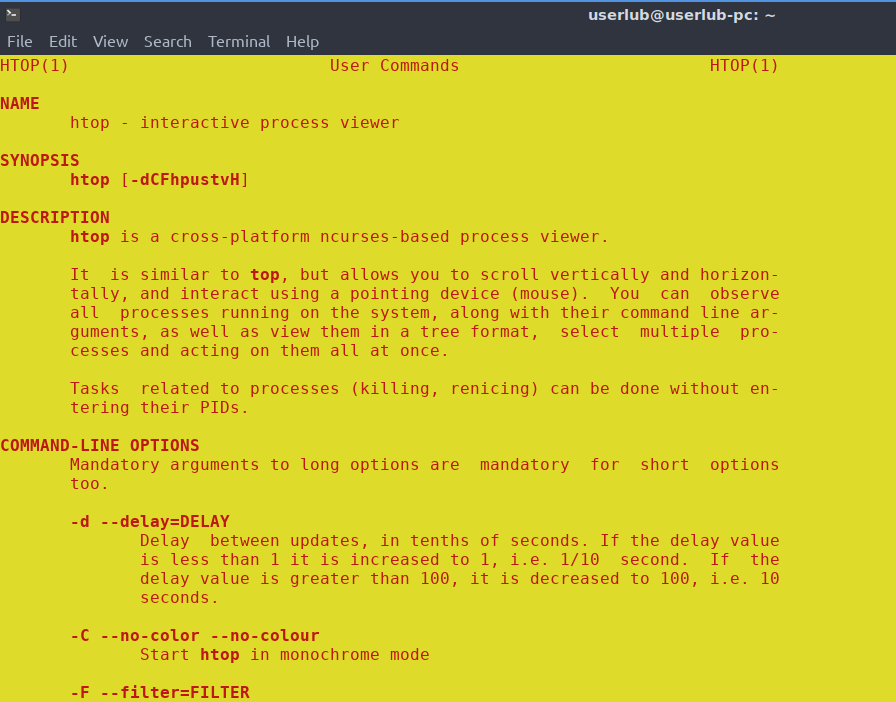 userlub@userlub-pc: ~
File Edit View Search Terminal Help
HTOP(1) User Commands HTOP(1)
NAME
htop - interactive process viewer
SYNOPSIS
htop [-dCFhpustvH]
DESCRIPTION
htop is a cross-platform ncurses-based process viewer.
It  is similar to top, but allows you to scroll vertically and horizon-
tally, and interact using a pointing device (mouse).  You  can  observe
all  processes running on the system, along with their command line ar-
guments, as well as view them in a tree format,  select  multiple  pro-
cesses and acting on them all at once.
Tasks  related to processes (killing, renicing) can be done without en-
tering their PIDs.
COMMAND-LINE OPTIONS
Mandatory arguments to long options are  mandatory  for  short  options
too.
-d --delay=DELAY
Delay  between updates, in tenths of seconds. If the delay value
is less than 1 it is increased to 1, i.e. 1/10  second.  If  the
delay value is greater than 100, it is decreased to 100, i.e. 10
seconds.
-C --no-color --no-colour
Start htop in monochrome mode
-F --filter=FILTER